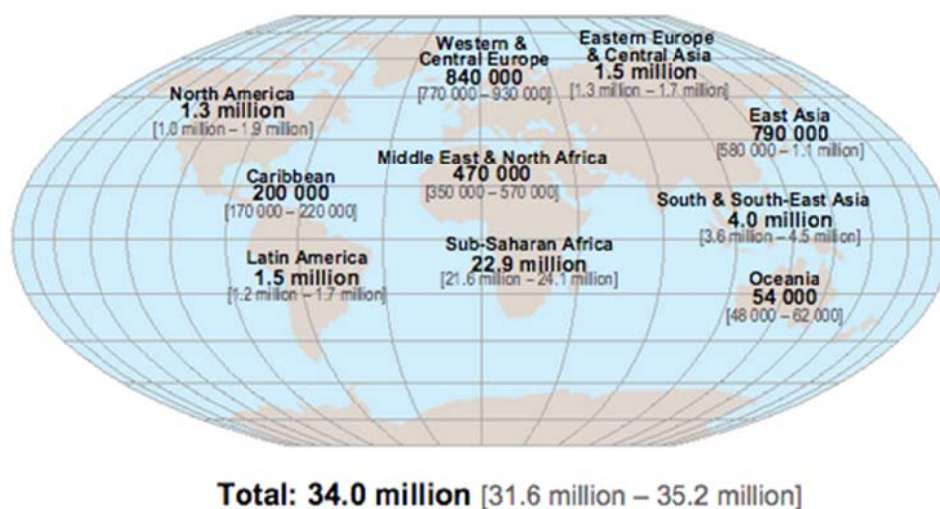 Western &
Central Europe
840 000
[770 000 – 930 000]
Eastern Europe
& Central Asia
1.5 million
[1.3 million – 1.7 million]
North America
1.3 million
[1.0 million – 1.9 million]
East Asia
790 000
[580 000 – 1.1 million]
Middle East & North Africa
470 000
[350 000 – 570 000]
Caribbean
200 000
[170 000 – 220 000]
South & South-East Asia
4.0 million
[3.6 million – 4.5 million]
Sub-Saharan Africa
22.9 million
[21.6 million – 24.1 million]
Latin America
1.5 million
[1.2 million – 1.7 million]
Oceania
54 000
[48 000 – 62 000]
Total: 34.0 million [31.6 million – 35.2 million]